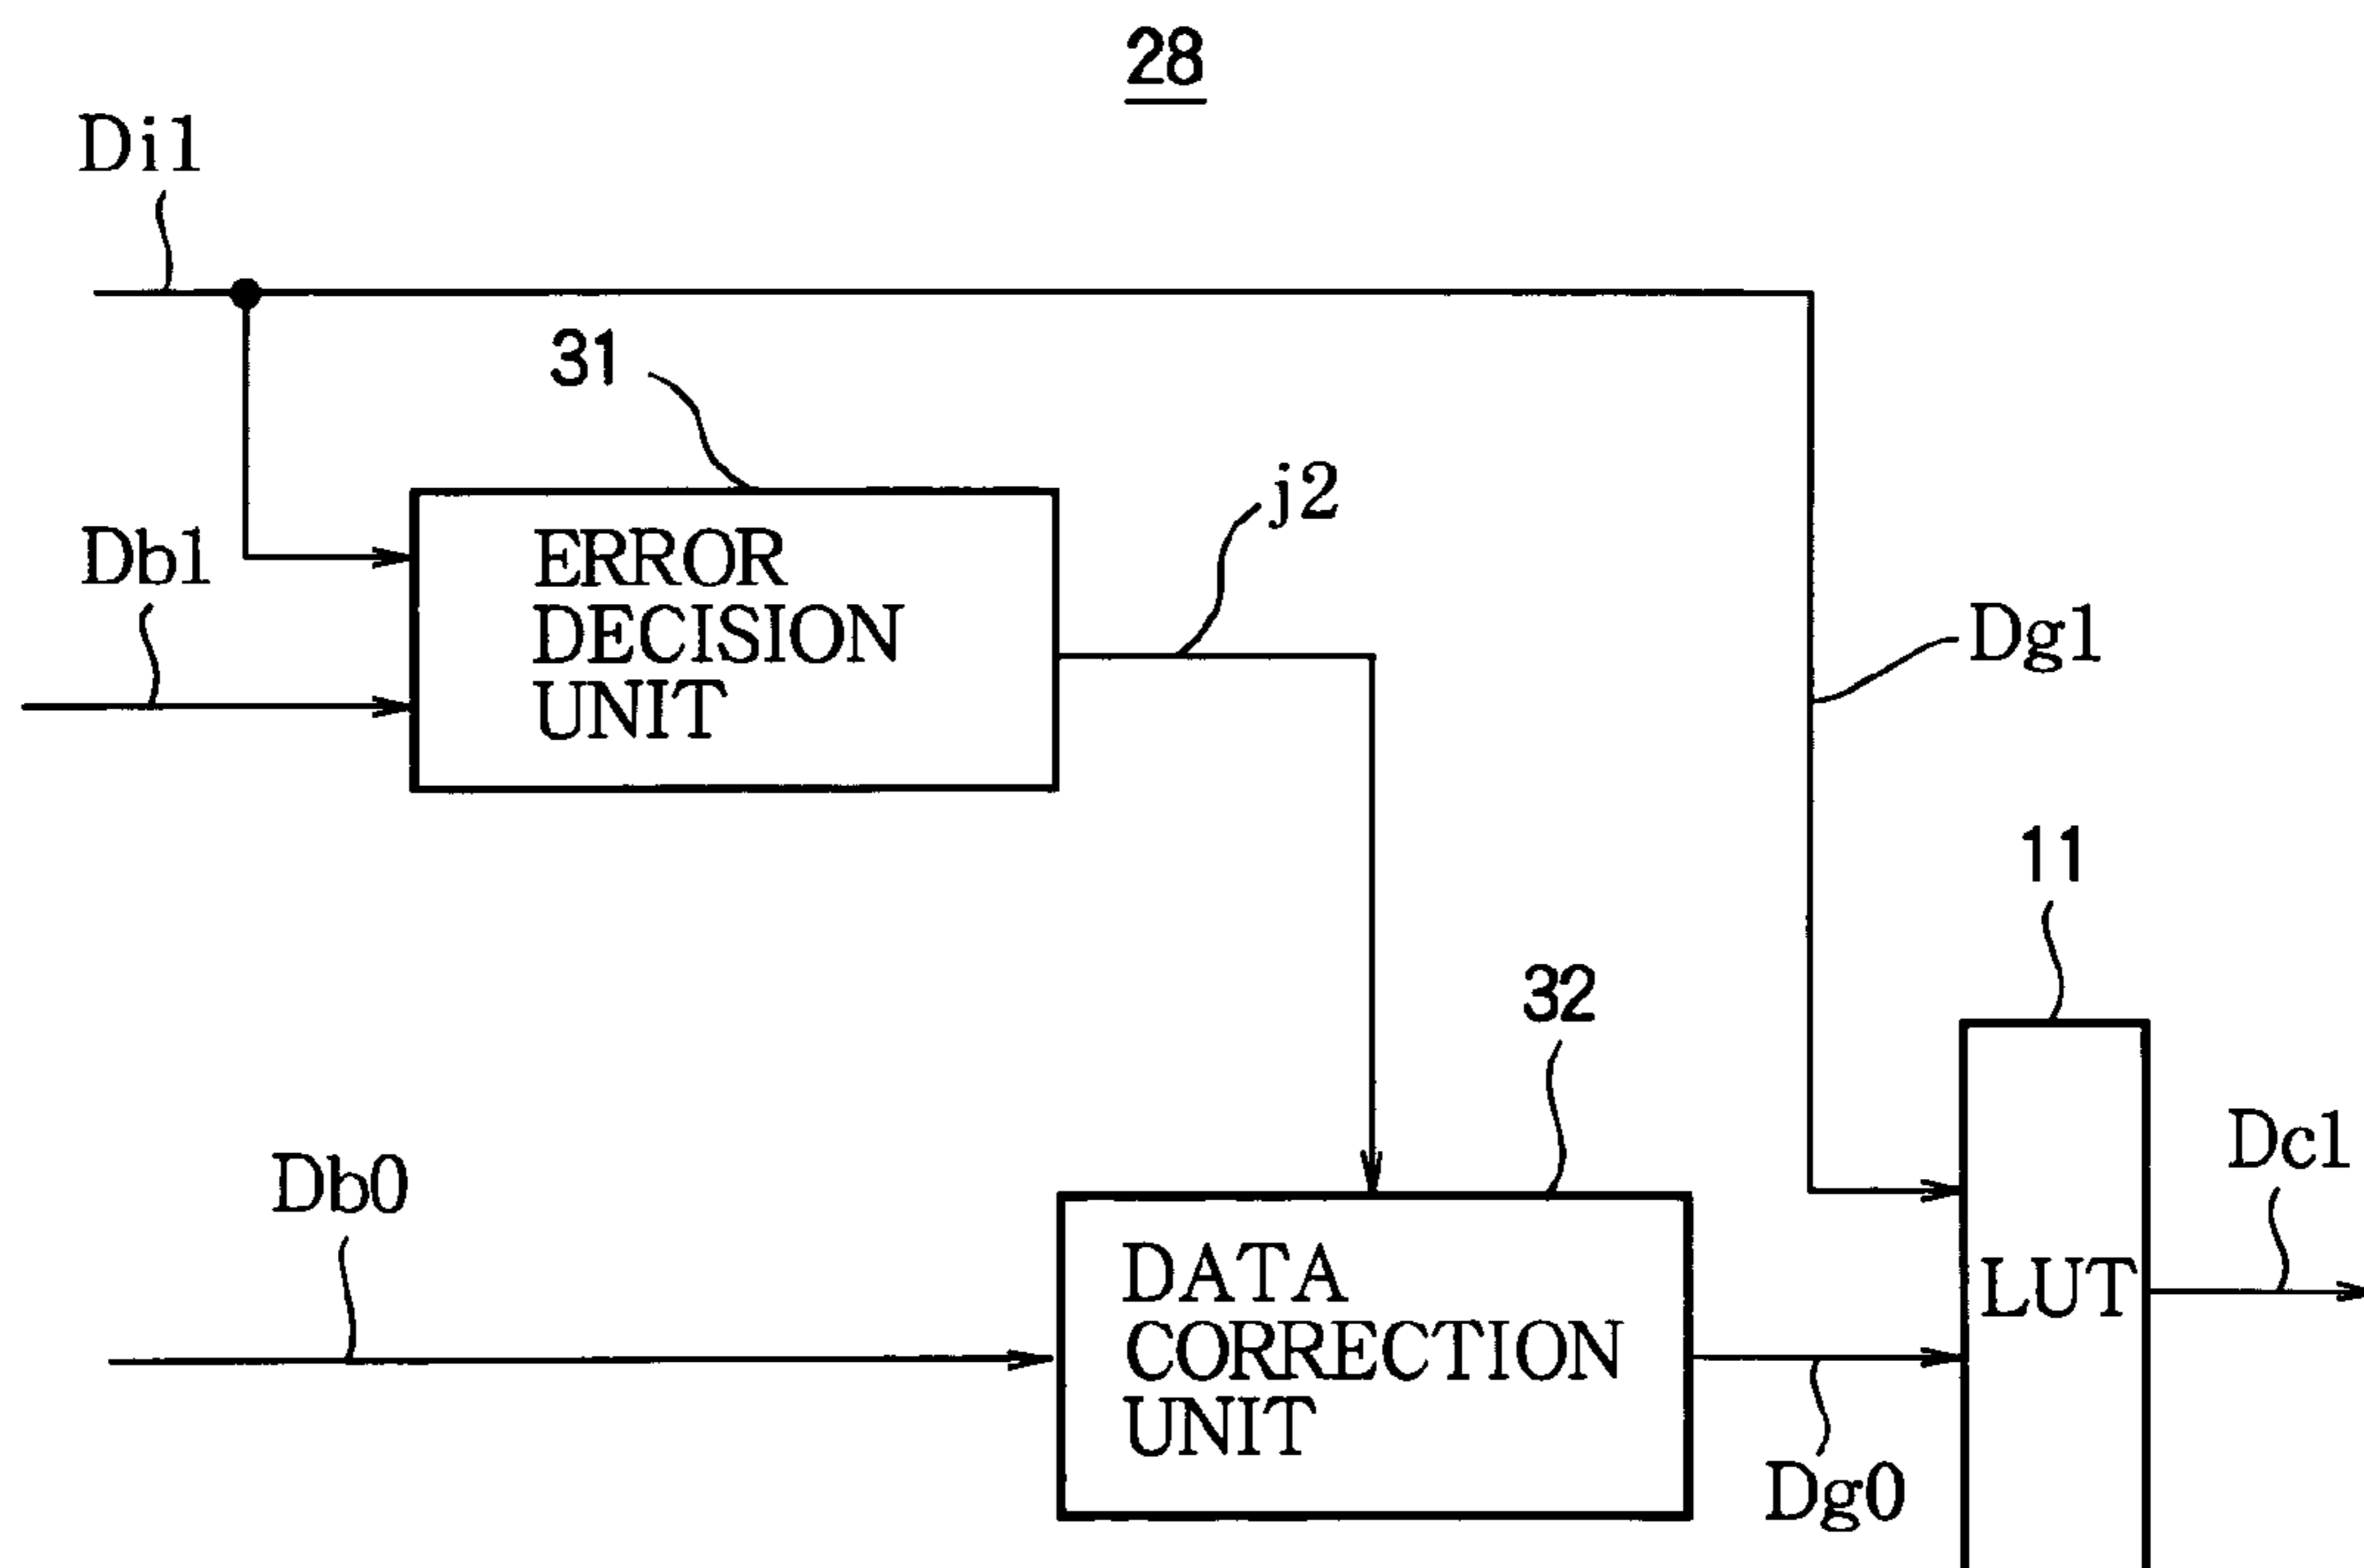 28
Di1
31
j2
Db1
ERROR
DECISION
UNIT
Dg1
11
32
Dc1
Db0
DATA
CORRECTION
UNIT
LUT
Dg0